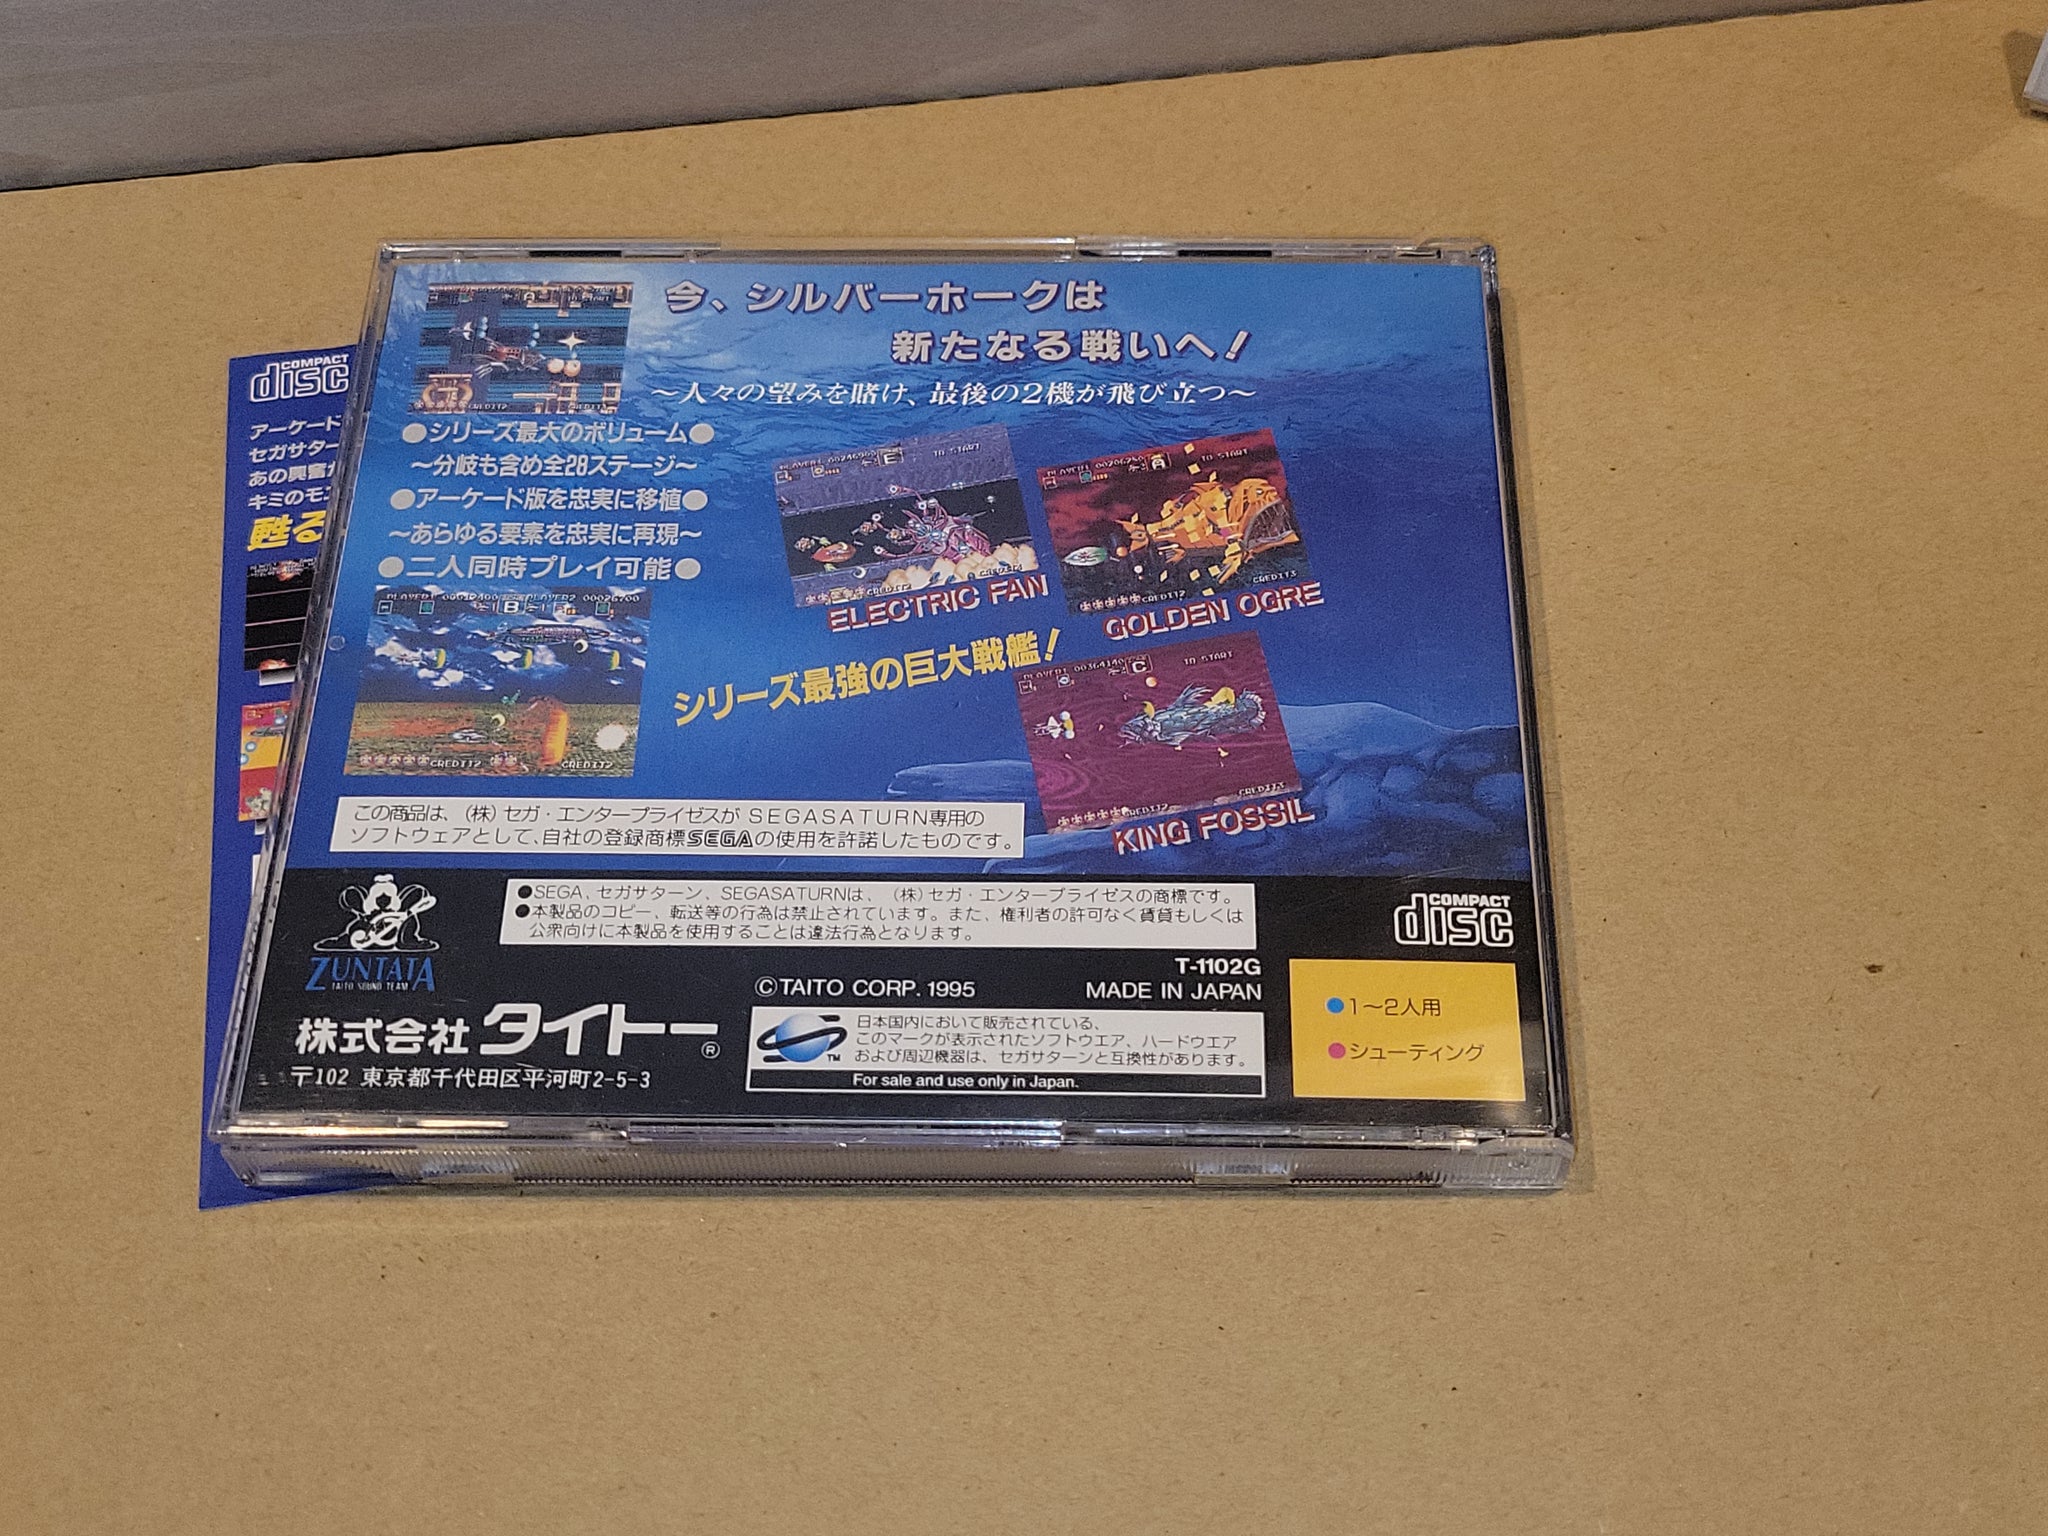 今、シルバーホークは
新たなる戦いへ!
～人々の望みを賭け、最後の2機が飛び立つ～
●シリーズ最大のボリューム●
～分岐も含め全28ステージ～
●アーケード版を忠実に移植●
～あらゆる要素を忠実に再現～
●二人同時プレイ可能●
ELECTRIC FAN
GOLDEN OGRE
シリーズ最強の巨大戦艦!
KING FOSSIL
この商品は、(株)セガ・エンタープライゼスが SEGASATURN専用の
ソフトウェアとして、自社の登録商標SEGAの使用を許諾したものです。
●SEGA、セガサターン、SEGASATURNは、(株)セガ・エンタープライゼスの商標です。
●本製品のコピー、転送等の行為は禁止されています。また、権利者の許可なく賃貸もしくは
公衆向けに本製品を使用することは違法行為となります。
COMPACT
disc
ZUNTATA
TAITO SOUND TEAM
T-1102G
©TAITO CORP. 1995
MADE IN JAPAN
株式会社 タイトー®
〒102 東京都千代田区平河町2-5-3
日本国内において販売されている、
このマークが表示されたソフトウエア、ハードウエア
および周辺機器は、セガサターンと互換性があります。
TM
For sale and use only in Japan.
●1～2人用
●シューティング
COMPACT
disc
アーケード
セガサター
あの興奮が
キミのモニ
甦る